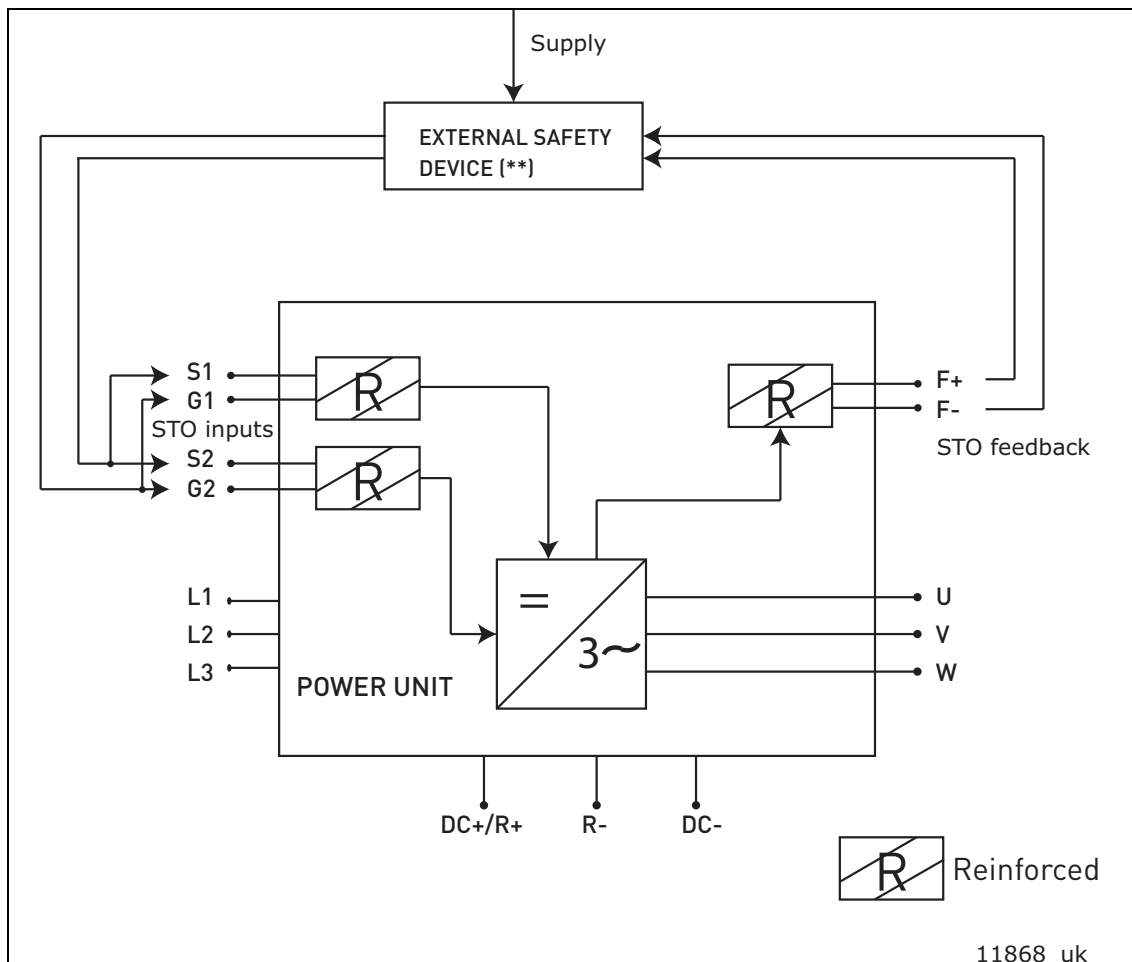 Supply
EXTERNAL SAFETY
DEVICE (**)
S1
G1
STO inputs
S2
G2
R
R
R
F+
F-
STO feedback
L1
L2
L3
=
3~
U
V
W
POWER UNIT
DC+/R+
R-
DC-
R
Reinforced
11868_uk